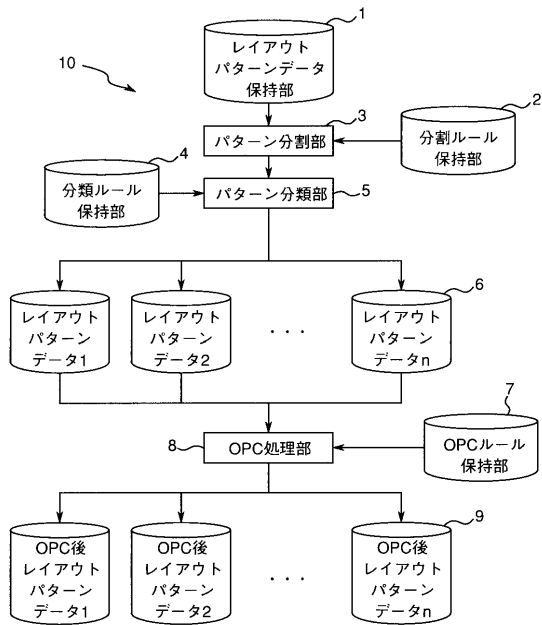 1
レイアウト
パターンデータ
保持部
10
2
3
パターン分割部
分割ルール
保持部
4
分類ルール
保持部
パターン分類部
5
6
レイアウト
パターン
データ1
レイアウト
パターン
データ2
・・・
レイアウト
パターン
データn
7
8
OPC処理部
OPCルール
保持部
9
OPC後
レイアウト
パターン
データ1
OPC後
レイアウト
パターン
データ2
・・・
OPC後
レイアウト
パターン
データn